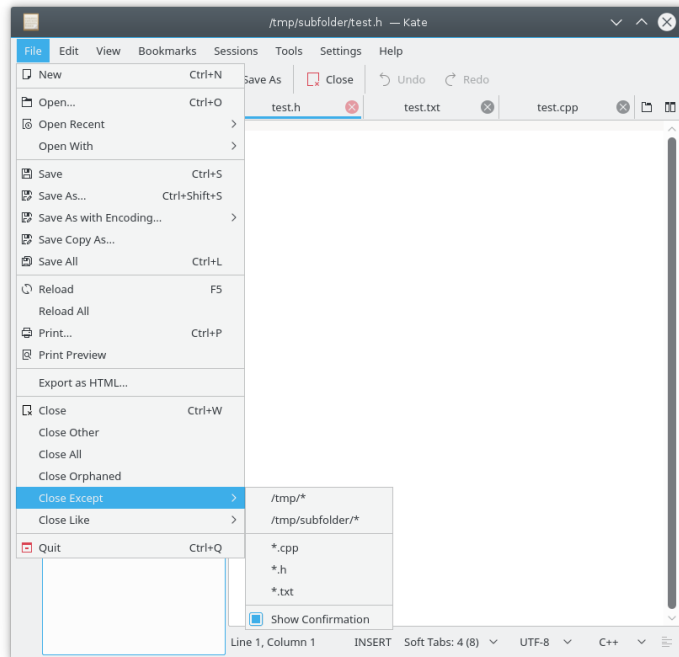 /tmp/subfolder/test.h — Kate
File Edit View Bookmarks Sessions Tools Settings Help
New Ctrl+N
Save As Close Undo Redo
Open... Ctrl+O
test.h test.txt test.cpp
Open Recent
Open With
Save Ctrl+S
Save As... Ctrl+Shift+S
Save As with Encoding...
Save Copy As...
Save All Ctrl+L
Reload F5
Reload All
Print... Ctrl+P
Print Preview
Export as HTML...
Close Ctrl+W
Close Other
Close All
Close Orphaned
Close Except
Close Like
Quit Ctrl+Q
/tmp/*
/tmp/subfolder/*
*.cpp
*.h
*.txt
Show Confirmation
Line 1, Column 1 INSERT Soft Tabs: 4 (8) UTF-8 C++